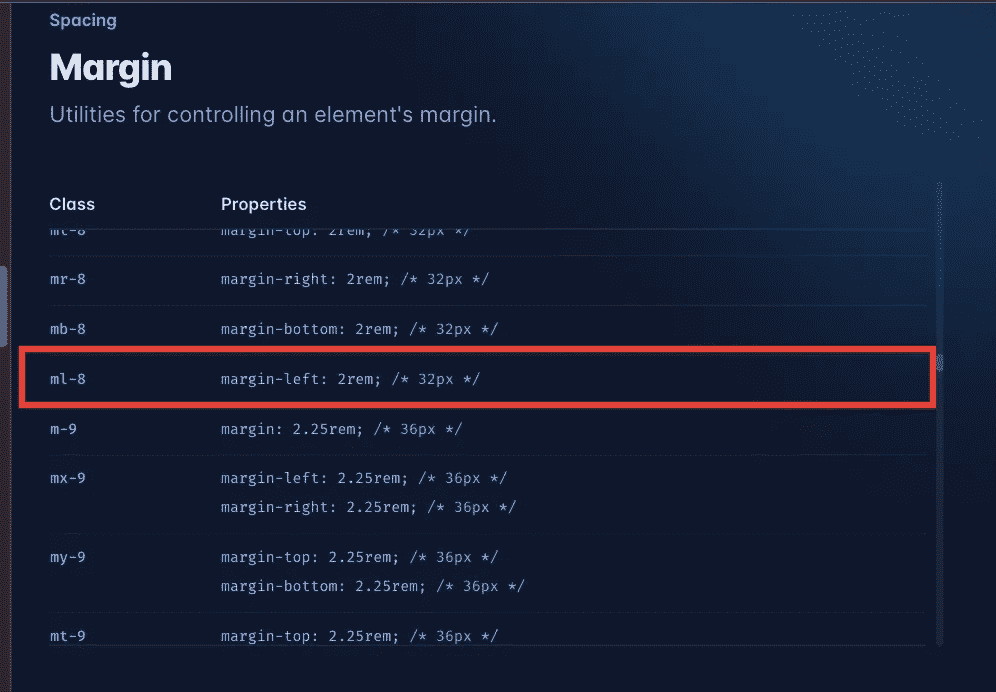 Spacing
Margin
Utilities for controlling an element's margin.
Class Properties
mt-8 margin-top: 2rem; /* 32px */
mr-8 margin-right: 2rem; /* 32px */
mb-8 margin-bottom: 2rem; /* 32px */
ml-8 margin-left: 2rem; /* 32px */
m-9 margin: 2.25rem; /* 36px */
mx-9 margin-left: 2.25rem; /* 36px */
margin-right: 2.25rem; /* 36px */
my-9 margin-top: 2.25rem; /* 36px */
margin-bottom: 2.25rem; /* 36px */
mt-9 margin-top: 2.25rem; /* 36px */